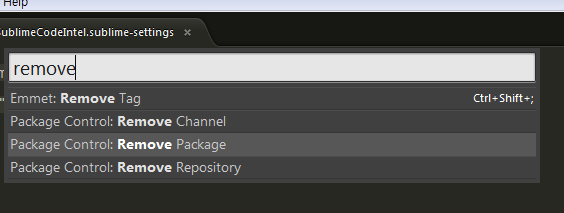 Help
SublimeCodeIntel.sublime-settings ×
remove
Emmet: Remove Tag Ctrl+Shift+;
Package Control: Remove Channel
Package Control: Remove Package
Package Control: Remove Repository